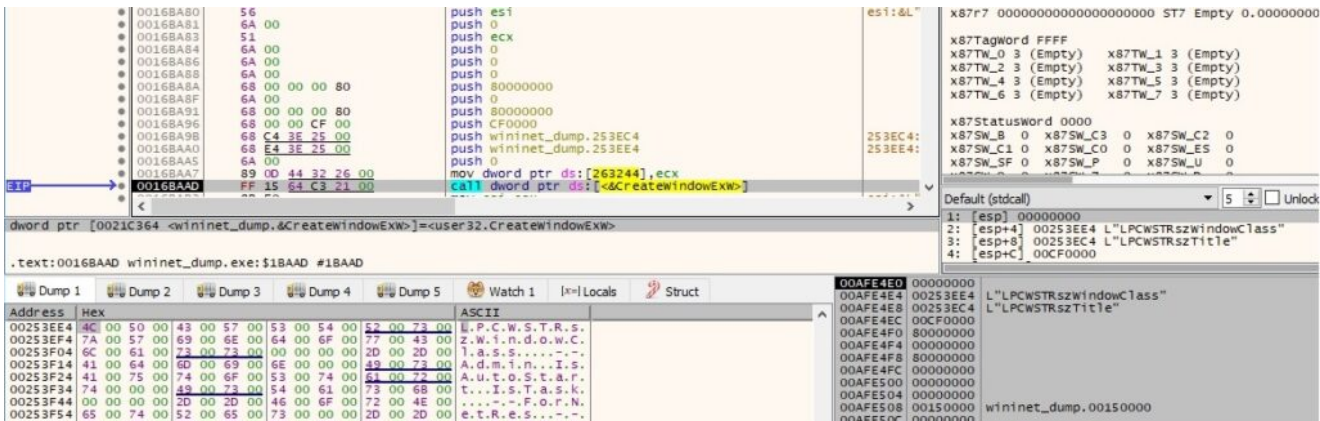 0016BA80 56 push esi esi:&L"
0016BA81 6A 00 push 0
0016BA83 51 push ecx
0016BA84 6A 00 push 0
0016BA86 6A 00 push 0
0016BA88 6A 00 push 0
0016BA8A 68 00 00 00 80 push 80000000
0016BA8F 6A 00 push 0
0016BA91 68 00 00 00 80 push 80000000
0016BA96 68 00 00 CF 00 push CF0000
0016BA9B 68 C4 3E 25 00 push wininet_dump.253EC4 253EC4:
0016BAA0 68 E4 3E 25 00 push wininet_dump.253EE4 253EE4:
0016BAA5 6A 00 push 0
0016BAA7 89 0D 44 32 26 00 mov dword ptr ds:[263244],ecx
EIP 0016BAAD FF 15 64 C3 21 00 call dword ptr ds:[<&CreateWindowExW>]
dword ptr [0021C364 <wininet_dump.&CreateWindowExW>]=<user32.CreateWindowExW>
.text:0016BAAD wininet_dump.exe:$1BAAD #1BAAD
x87r7 00000000000000000000 ST7 Empty 0.00000000
x87TagWord FFFF
x87TW_0 3 (Empty) x87TW_1 3 (Empty)
x87TW_2 3 (Empty) x87TW_3 3 (Empty)
x87TW_4 3 (Empty) x87TW_5 3 (Empty)
x87TW_6 3 (Empty) x87TW_7 3 (Empty)
x87StatusWord 0000
x87SW_B 0 x87SW_C3 0 x87SW_C2 0
x87SW_C1 0 x87SW_C0 0 x87SW_ES 0
x87SW_SF 0 x87SW_P 0 x87SW_U 0
Default (stdcall) 5 Unlock
1: [esp] 00000000
2: [esp+4] 00253EE4 L"LPCWSTRszWindowClass"
3: [esp+8] 00253EC4 L"LPCWSTRszTitle"
4: [esp+C] 00CF0000
Dump 1 Dump 2 Dump 3 Dump 4 Dump 5 Watch 1 [x=] Locals Struct
Address Hex ASCII
00253EE4 4C 00 50 00 43 00 57 00 53 00 54 00 52 00 73 00 L.P.C.W.S.T.R.s.
00253EF4 7A 00 57 00 69 00 6E 00 64 00 6F 00 77 00 43 00 z.W.i.n.d.o.w.C.
00253F04 6C 00 61 00 73 00 73 00 00 00 00 00 2D 00 2D 00 l.a.s.s.....-.-.
00253F14 41 00 64 00 6D 00 69 00 6E 00 00 00 49 00 73 00 A.d.m.i.n...I.s.
00253F24 41 00 75 00 74 00 6F 00 53 00 74 00 61 00 72 00 A.u.t.o.S.t.a.r.
00253F34 74 00 00 00 49 00 73 00 54 00 61 00 73 00 6B 00 t...I.s.T.a.s.k.
00253F44 00 00 00 00 2D 00 2D 00 46 00 6F 00 72 00 4E 00 ....-.-.F.o.r.N.
00253F54 65 00 74 00 52 00 65 00 73 00 00 00 2D 00 2D 00 e.t.R.e.s...-.-.
00AFE4E0 00000000
00AFE4E4 00253EE4 L"LPCWSTRszWindowClass"
00AFE4E8 00253EC4 L"LPCWSTRszTitle"
00AFE4EC 00CF0000
00AFE4F0 80000000
00AFE4F4 00000000
00AFE4F8 80000000
00AFE4FC 00000000
00AFE500 00000000
00AFE504 00000000
00AFE508 00150000 wininet_dump.00150000
00AFE50C 00000000